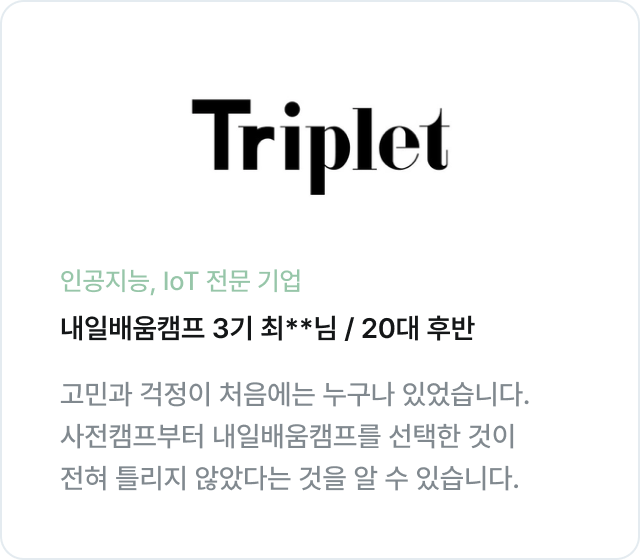 Triplet
인공지능, IoT 전문 기업
내일배움캠프 3기 최**님 / 20대 후반
고민과 걱정이 처음에는 누구나 있었습니다.
사전캠프부터 내일배움캠프를 선택한 것이
전혀 틀리지 않았다는 것을 알 수 있습니다.